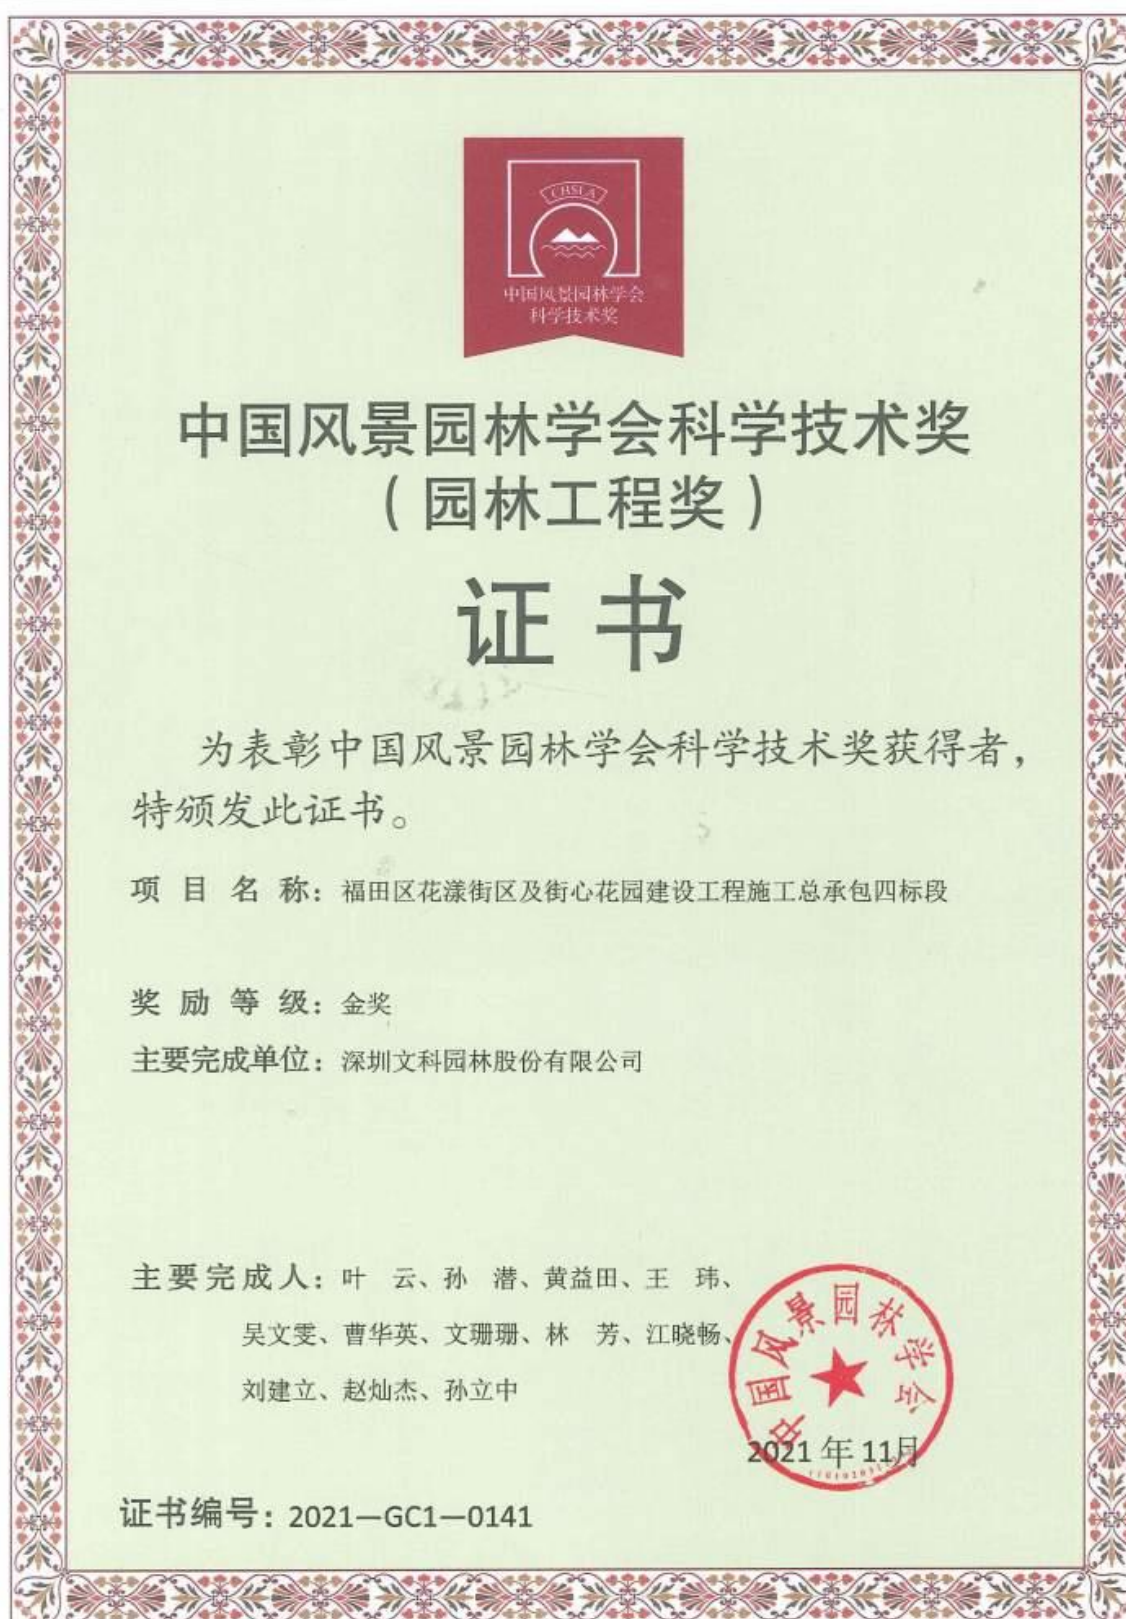 CHSLA
中国风景园林学会
科学技术奖
中国风景园林学会科学技术奖
（园林工程奖）
证书
为表彰中国风景园林学会科学技术奖获得者，
特颁发此证书。
项目名称：福田区花漾街区及街心花园建设工程施工总承包四标段
奖励等级：金奖
主要完成单位：深圳文科园林股份有限公司
主要完成人：叶 云、孙 潜、黄益田、王 玮、
吴文雯、曹华英、文珊珊、林 芳、江晓畅、
刘建立、赵灿杰、孙立中
中国风景园林学会
2021年11月
证书编号：2021—GC1—0141